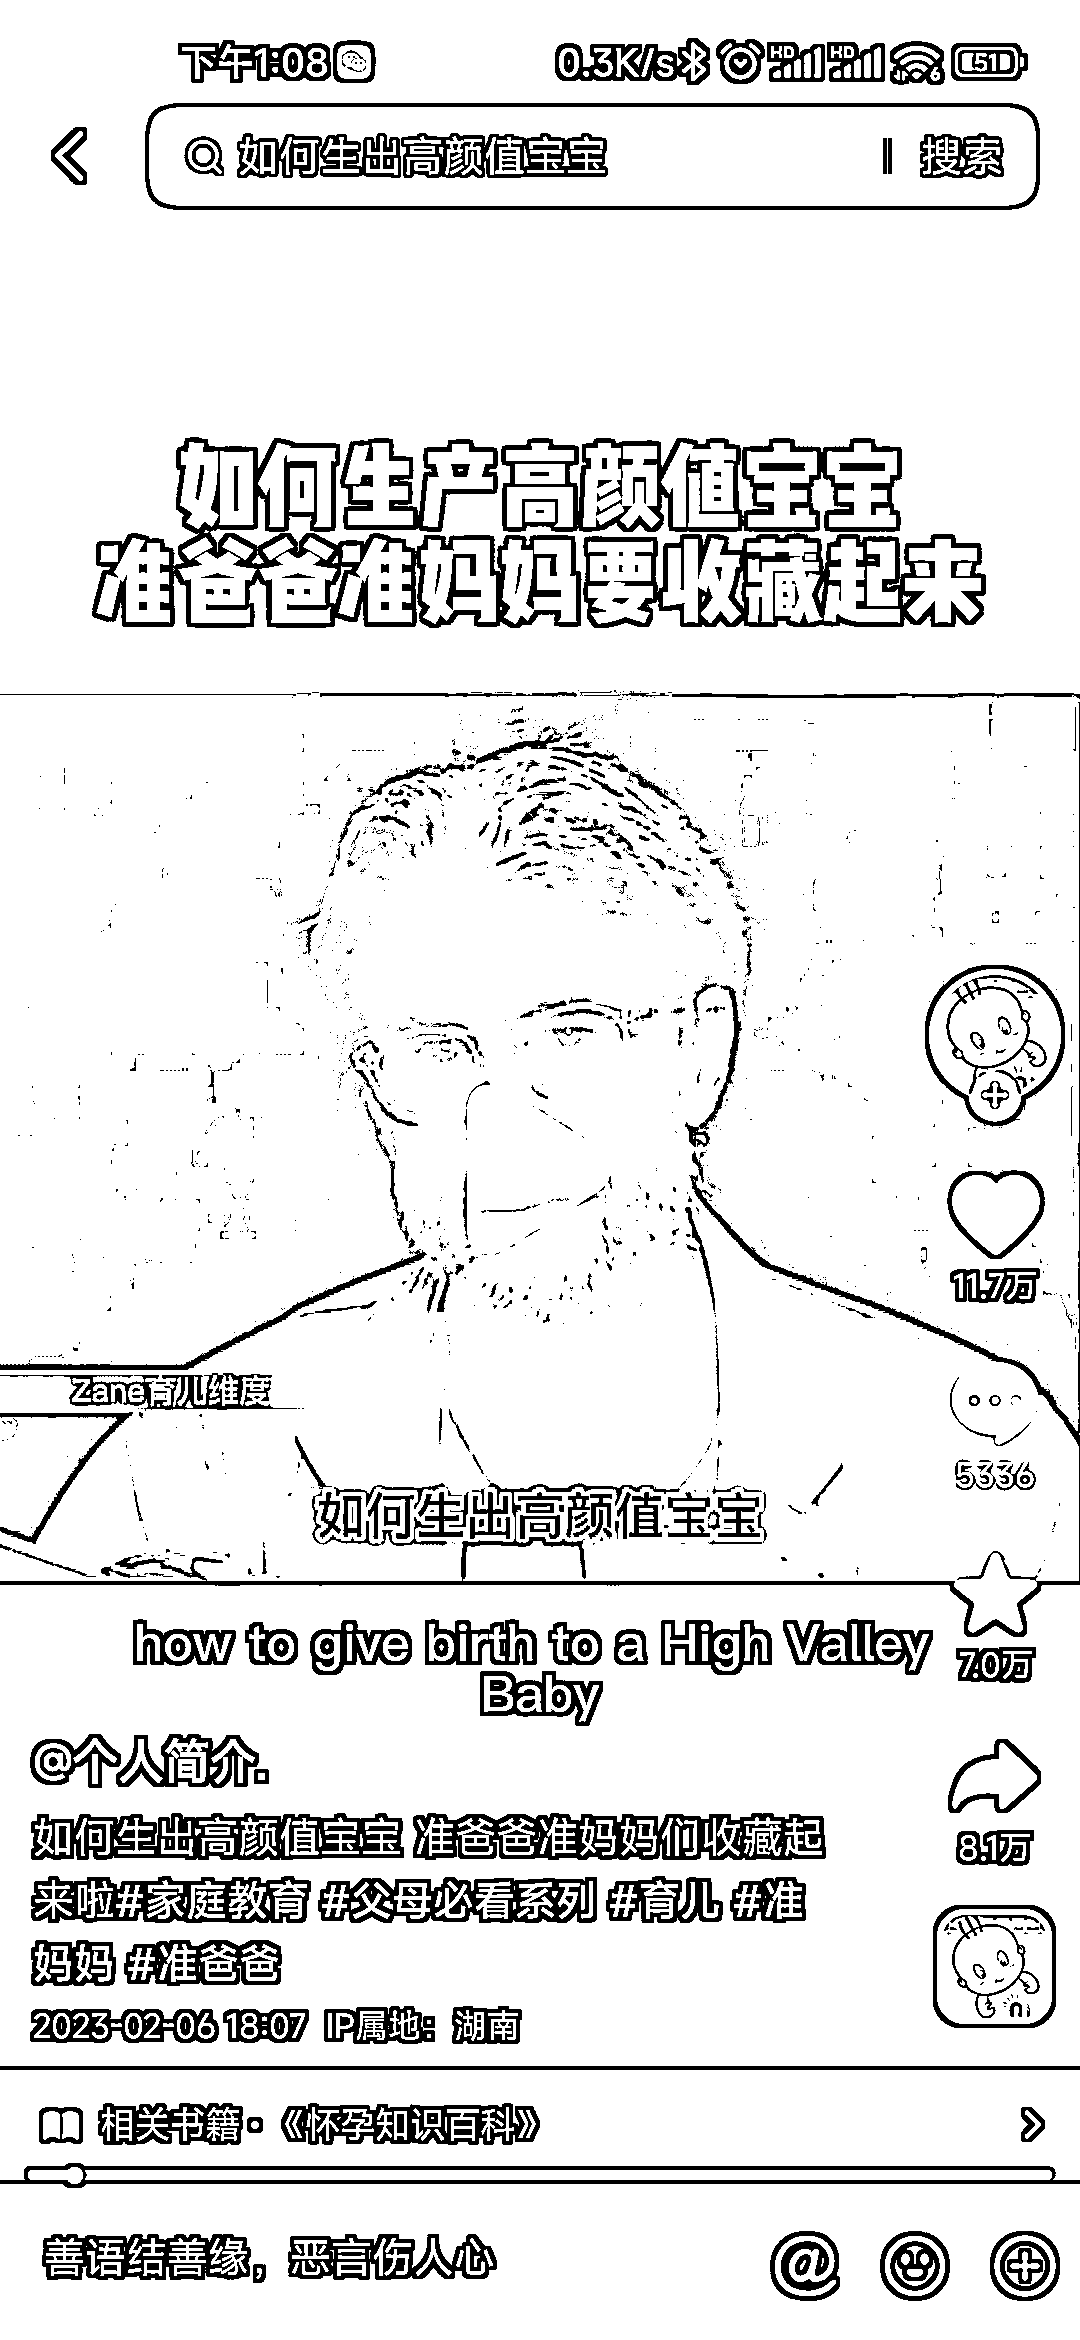 下午1:08
0.3K/s HD HD 6 51
如何生出高颜值宝宝 搜索
如何生产高颜值宝宝
准爸爸准妈妈要收藏起来
11.7万
Zane育儿维度
5336
如何生出高颜值宝宝
how to give birth to a High Valley
Baby
7.0万
@个人简介.
如何生出高颜值宝宝 准爸爸准妈妈们收藏起
来啦#家庭教育 #父母必看系列 #育儿 #准
妈妈 #准爸爸
8.1万
2023-02-06 18:07 IP属地：湖南
相关书籍·《怀孕知识百科》
善语结善缘，恶言伤人心